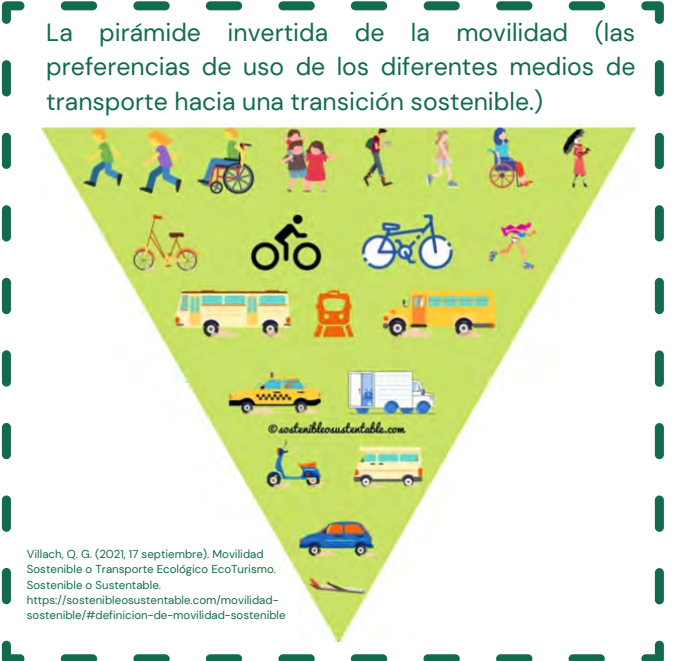 La pirámide invertida de la movilidad (las
preferencias de uso de los diferentes medios de
transporte hacia una transición sostenible.)
© sostenibleosustentable.com
Villach, Q. G. (2021, 17 septiembre). Movilidad
Sostenible o Transporte Ecológico EcoTurismo.
Sostenible o Sustentable.
https://sostenibleosustentable.com/movilidad-
sostenible/#definicion-de-movilidad-sostenible